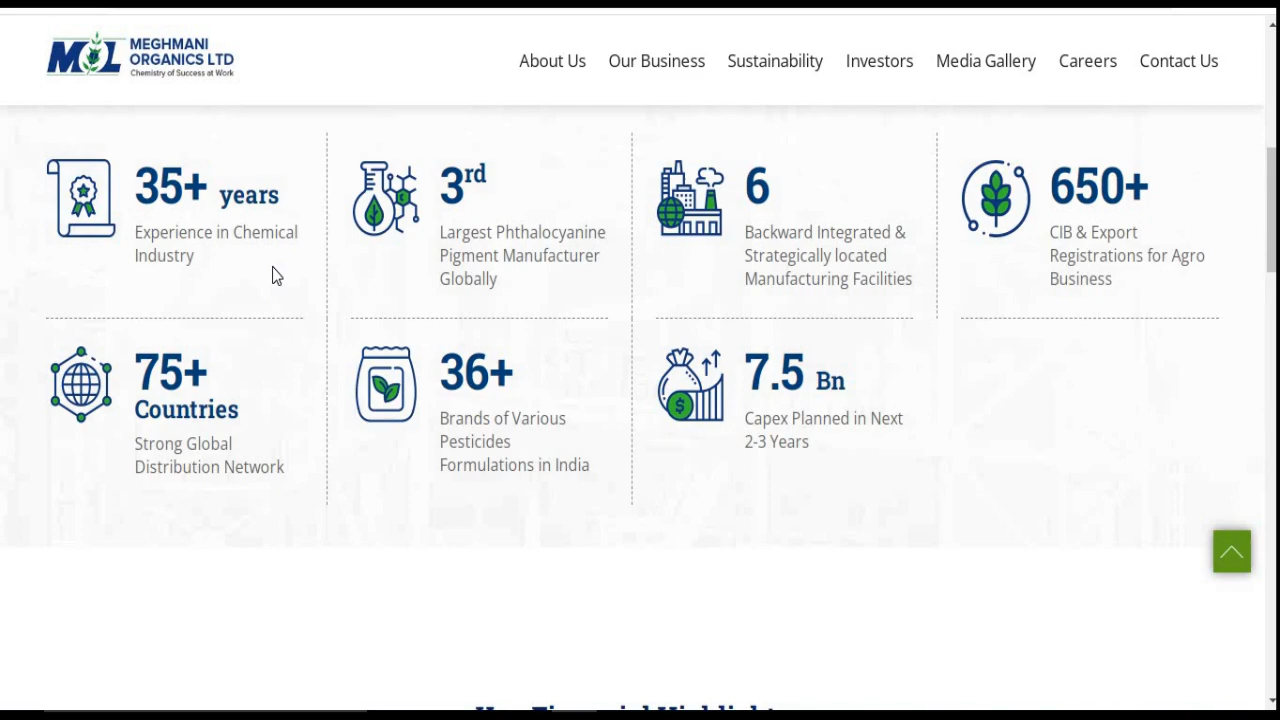 MEGHMANI
ORGANICS LTD
Chemistry of Success at Work
About Us Our Business Sustainability Investors Media Gallery Careers Contact Us
35+ years
Experience in Chemical
Industry
3rd
Largest Phthalocyanine
Pigment Manufacturer
Globally
6
Backward Integrated &
Strategically located
Manufacturing Facilities
650+
CIB & Export
Registrations for Agro
Business
75+
Countries
Strong Global
Distribution Network
36+
Brands of Various
Pesticides
Formulations in India
7.5 Bn
Capex Planned in Next
2-3 Years